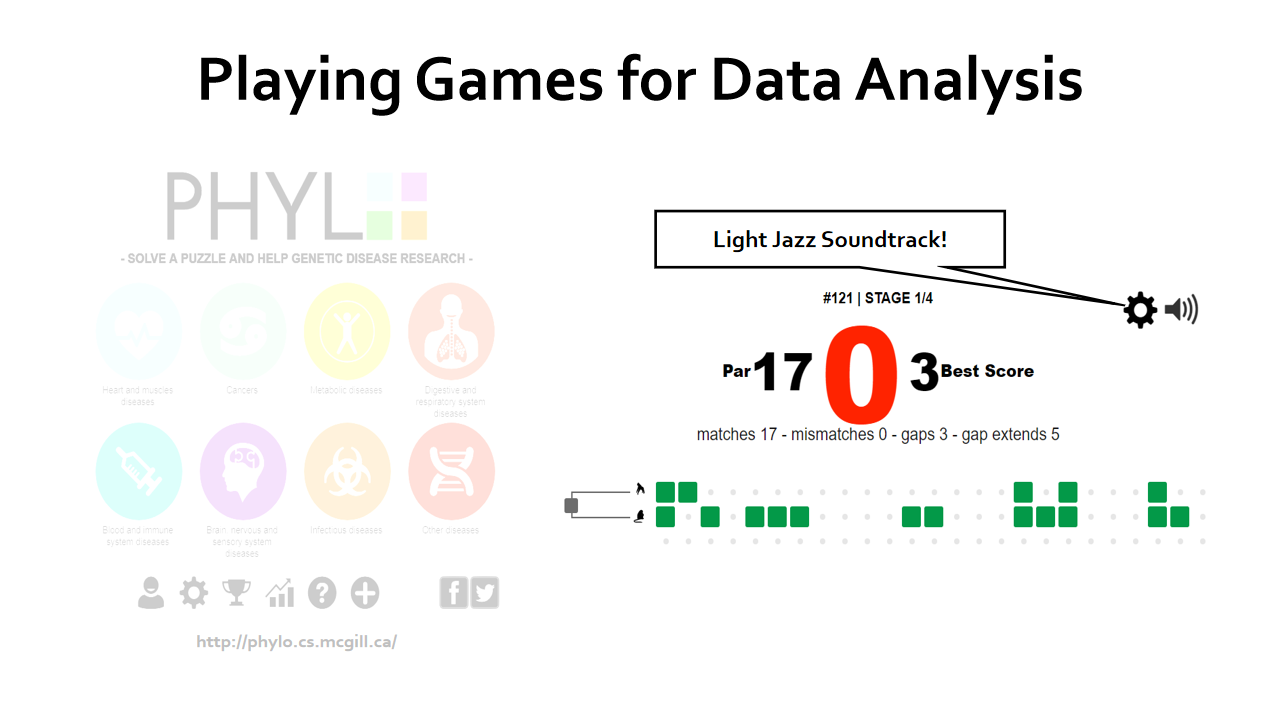 Playing Games for Data Analysis
PHYL
- SOLVE A PUZZLE AND HELP GENETIC DISEASE RESEARCH -
Heart and muscles
diseases
Cancers
Metabolic diseases
Digestive and
respiratory system
diseases
Blood and immune
system diseases
Brain, nervous and
sensory system
diseases
Infectious diseases
Other diseases
http://phylo.cs.mcgill.ca/
Light Jazz Soundtrack!
#121 | STAGE 1/4
Par 17 0 3 Best Score
matches 17 - mismatches 0 - gaps 3 - gap extends 5